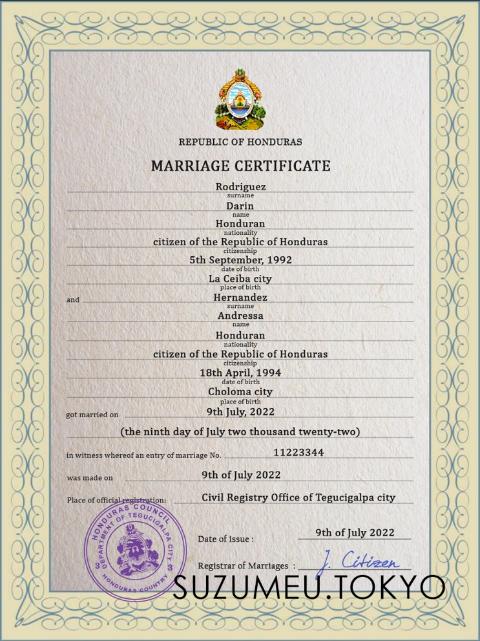 REPUBLIC OF HONDURAS
MARRIAGE CERTIFICATE
Rodriguez
surname
Darin
name
Honduran
nationality
citizen of the Republic of Honduras
citizenship
5th September, 1992
date of birth
La Ceiba city
place of birth
and Hernandez
surname
Andressa
name
Honduran
nationality
citizen of the Republic of Honduras
citizenship
18th April, 1994
date of birth
Choloma city
place of birth
got married on 9th July, 2022
(the ninth day of July two thousand twenty-two)
in witness whereof an entry of marriage No. 11223344
was made on 9th of July 2022
Place of official registration: Civil Registry Office of Tegucigalpa city
HONDURAS COUNCIL
DEPARTMENT OF TEGUCIGALPA CITY
HONDURAS COUNTRY
Date of Issue : 9th of July 2022
Registrar of Marriages : J. Citizen
SUZUMEU.TOKYO